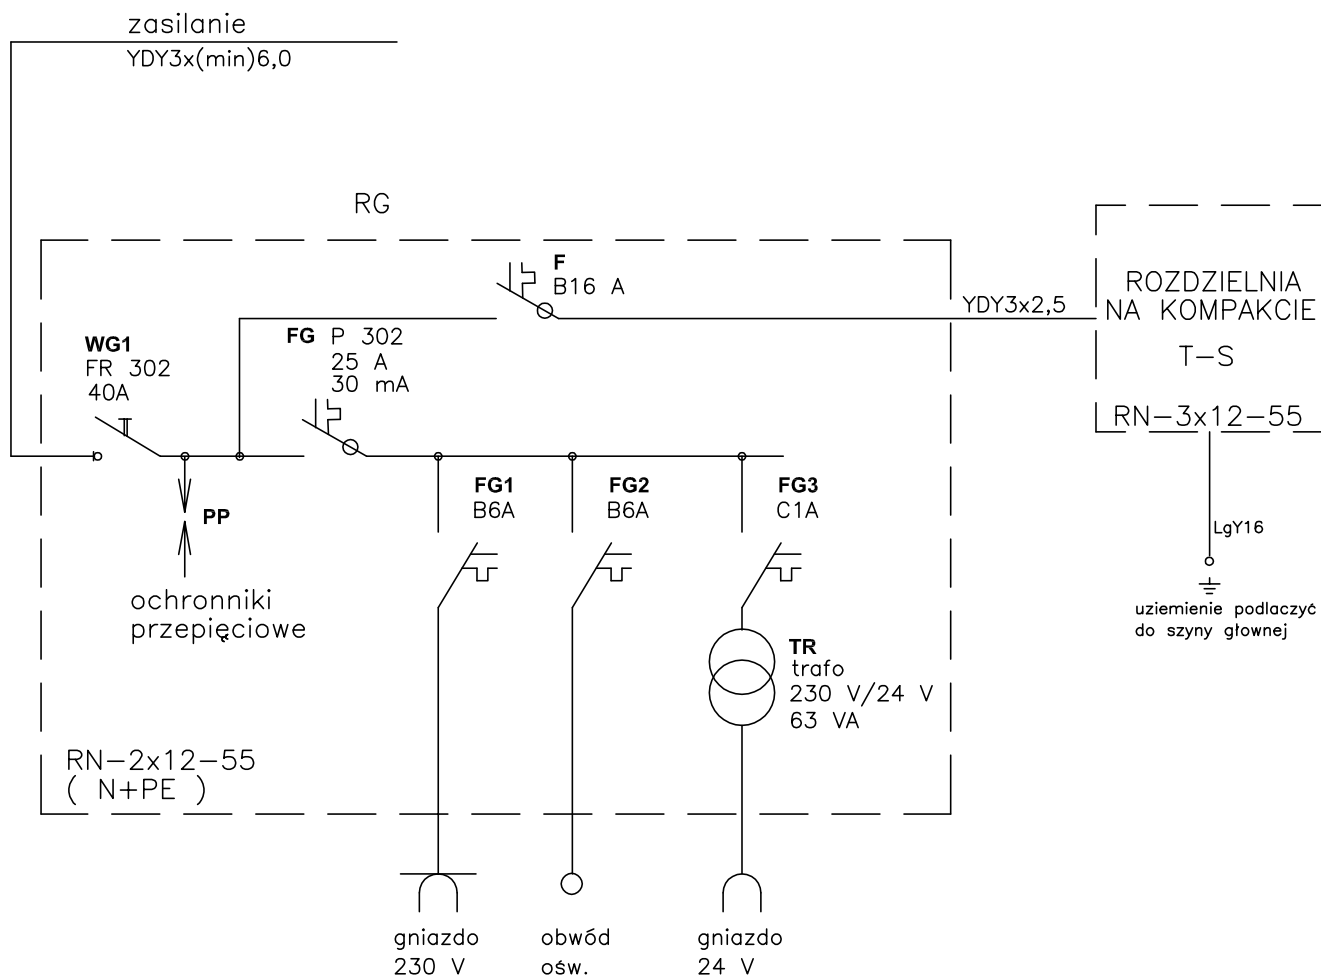 zasilanie
YDY3x(min)6,0
RG
F
B16 A
YDY3x2,5
ROZDZIELNIA
NA KOMPAKCIE
T-S
RN-3x12-55
WG1
FR 302
40A
FG P 302
25 A
30 mA
PP
ochronniki
przepięciowe
FG1
B6A
FG2
B6A
FG3
C1A
LgY16
uziemienie podlaczyć
do szyny głownej
TR
trafo
230 V/24 V
63 VA
RN-2x12-55
( N+PE )
gniazdo
230 V
obwód
ośw.
gniazdo
24 V